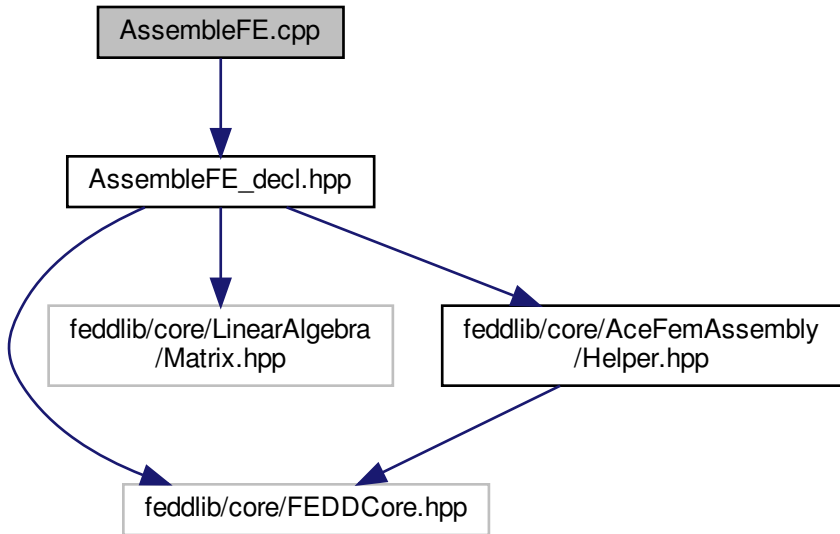 AssembleFE.cpp
AssembleFE_decl.hpp
feddlib/core/LinearAlgebra
/Matrix.hpp
feddlib/core/AceFemAssembly
/Helper.hpp
feddlib/core/FEDDCore.hpp